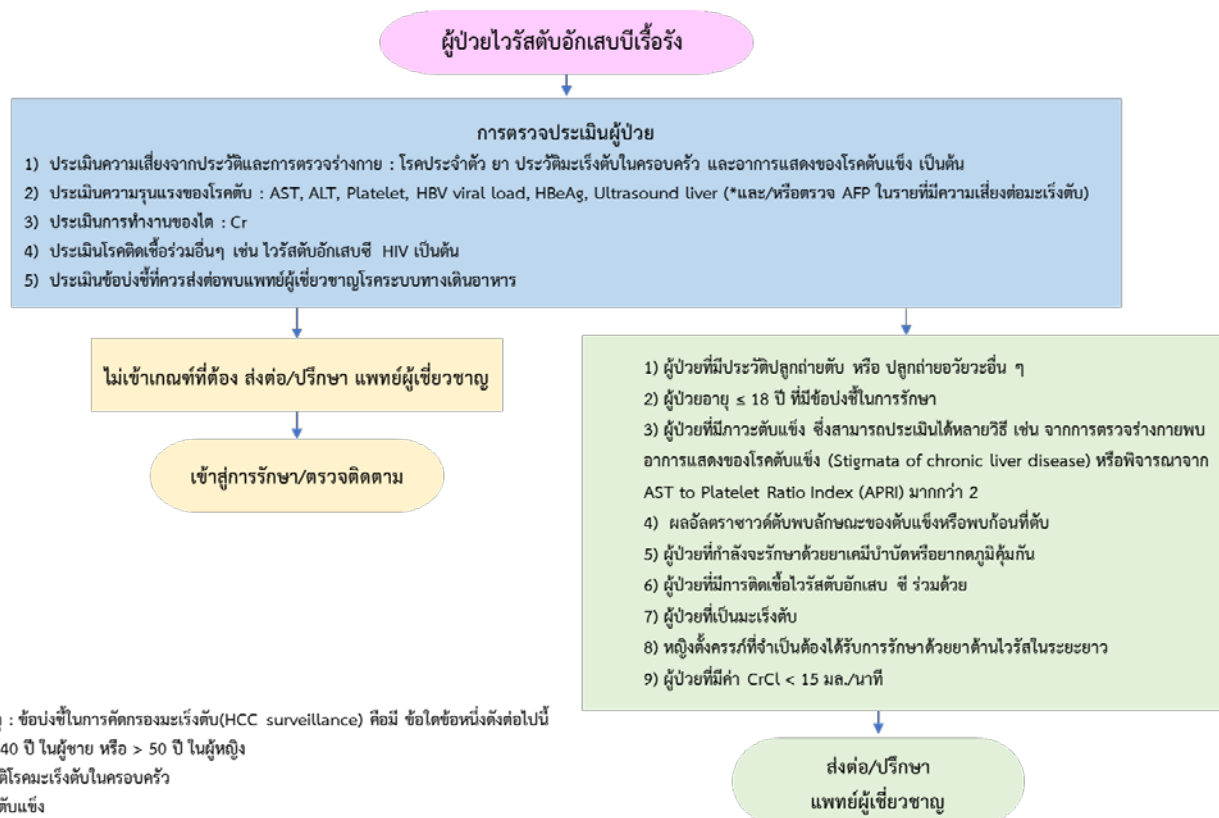 ผู้ป่วยไวรัสตับอักเสบบีเรื้อรัง
การตรวจประเมินผู้ป่วย
1) ประเมินความเสี่ยงจากประวัติและการตรวจร่างกาย : โรคประจำตัว ยา ประวัติมะเร็งตับในครอบครัว และอาการแสดงของโรคตับแข็ง เป็นต้น
2) ประเมินความรุนแรงของโรคตับ : AST, ALT, Platelet, HBV viral load, HBeAg, Ultrasound liver (*และ/หรือตรวจ AFP ในรายที่มีความเสี่ยงต่อมะเร็งตับ)
3) ประเมินการทำงานของไต : Cr
4) ประเมินโรคติดเชื้อร่วมอื่นๆ เช่น ไวรัสตับอักเสบซี HIV เป็นต้น
5) ประเมินข้อบ่งชี้ที่ควรส่งต่อพบแพทย์ผู้เชี่ยวชาญโรคระบบทางเดินอาหาร
ไม่เข้าเกณฑ์ที่ต้อง ส่งต่อ/ปรึกษา แพทย์ผู้เชี่ยวชาญ
เข้าสู่การรักษา/ตรวจติดตาม
1) ผู้ป่วยที่มีประวัติปลูกถ่ายตับ หรือ ปลูกถ่ายอวัยวะอื่น ๆ
2) ผู้ป่วยอายุ ≤ 18 ปี ที่มีข้อบ่งชี้ในการรักษา
3) ผู้ป่วยที่มีภาวะตับแข็ง ซึ่งสามารถประเมินได้หลายวิธี เช่น จากการตรวจร่างกายพบ
อาการแสดงของโรคตับแข็ง (Stigmata of chronic liver disease) หรือพิจารณาจาก
AST to Platelet Ratio Index (APRI) มากกว่า 2
4) ผลอัลตราซาวด์ตับพบลักษณะของตับแข็งหรือพบก้อนที่ตับ
5) ผู้ป่วยที่กำลังจะรักษาด้วยยาเคมีบำบัดหรือยากดภูมิคุ้มกัน
6) ผู้ป่วยที่มีการติดเชื้อไวรัสตับอักเสบ ซี ร่วมด้วย
7) ผู้ป่วยที่เป็นมะเร็งตับ
8) หญิงตั้งครรภ์ที่จำเป็นต้องได้รับการรักษาด้วยยาต้านไวรัสในระยะยาว
9) ผู้ป่วยที่มีค่า CrCl < 15 มล./นาที
ส่งต่อ/ปรึกษา
แพทย์ผู้เชี่ยวชาญ
: ข้อบ่งชี้ในการคัดกรองมะเร็งตับ(HCC surveillance) คือมี ข้อใดข้อหนึ่งดังต่อไปนี้
40 ปี ในผู้ชาย หรือ > 50 ปี ในผู้หญิง
ติโรคมะเร็งตับในครอบครัว
ตับแข็ง